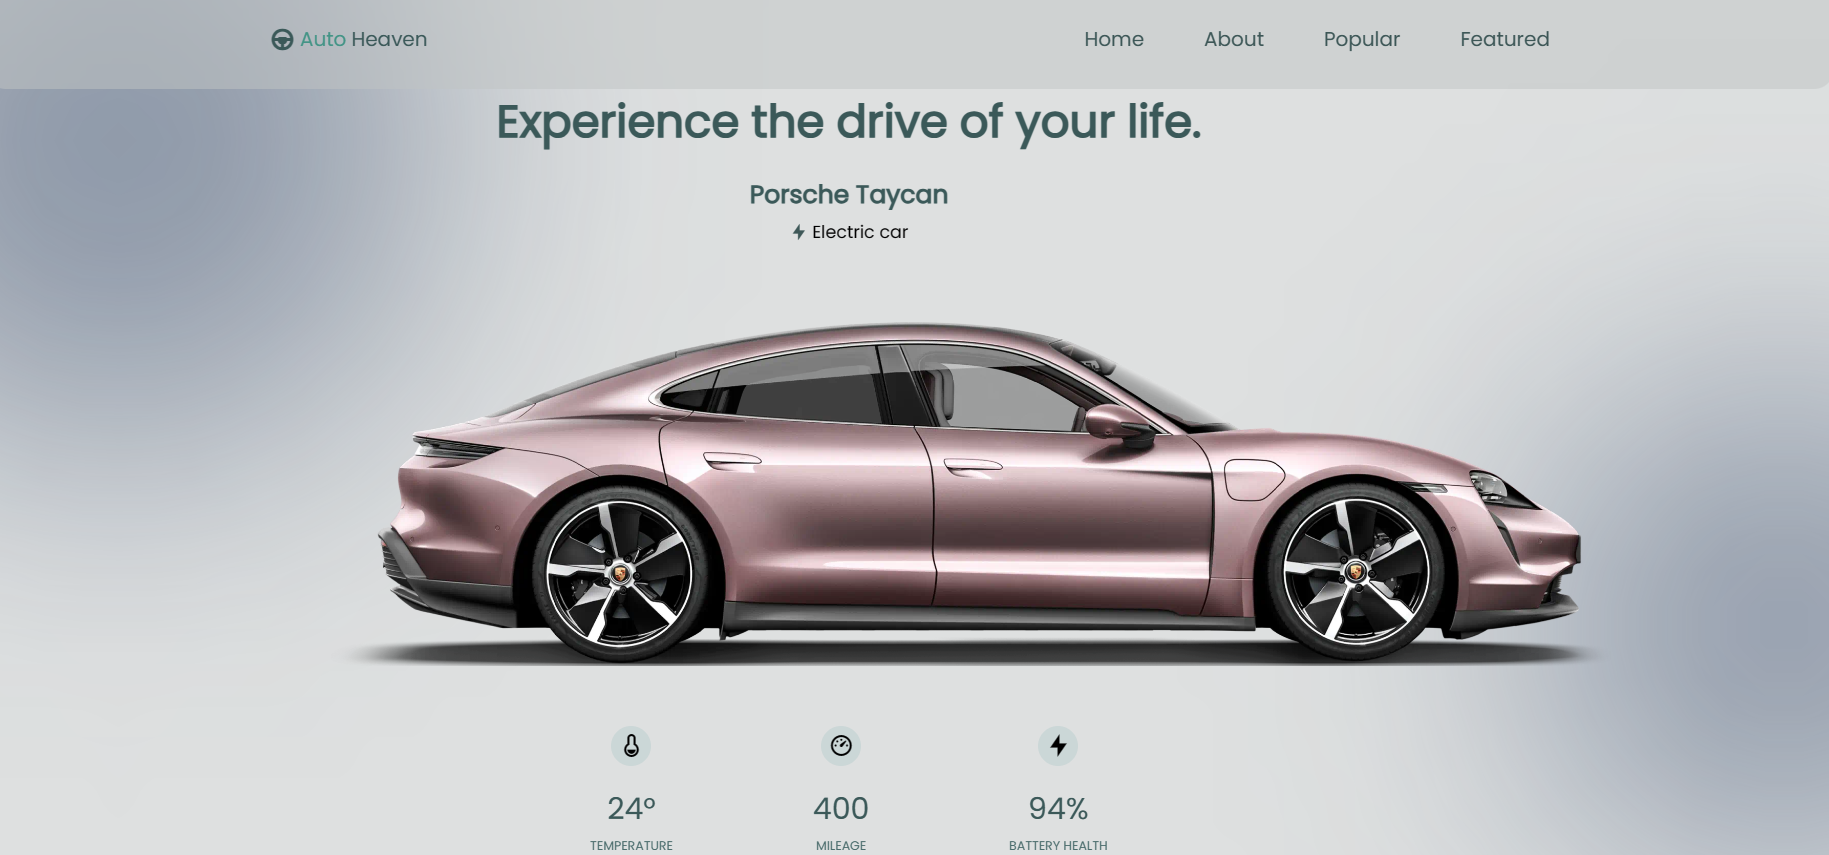 Auto Heaven
Home About Popular Featured
Experience the drive of your life.
Porsche Taycan
Electric car
24°
400
94%
TEMPERATURE
MILEAGE
BATTERY HEALTH